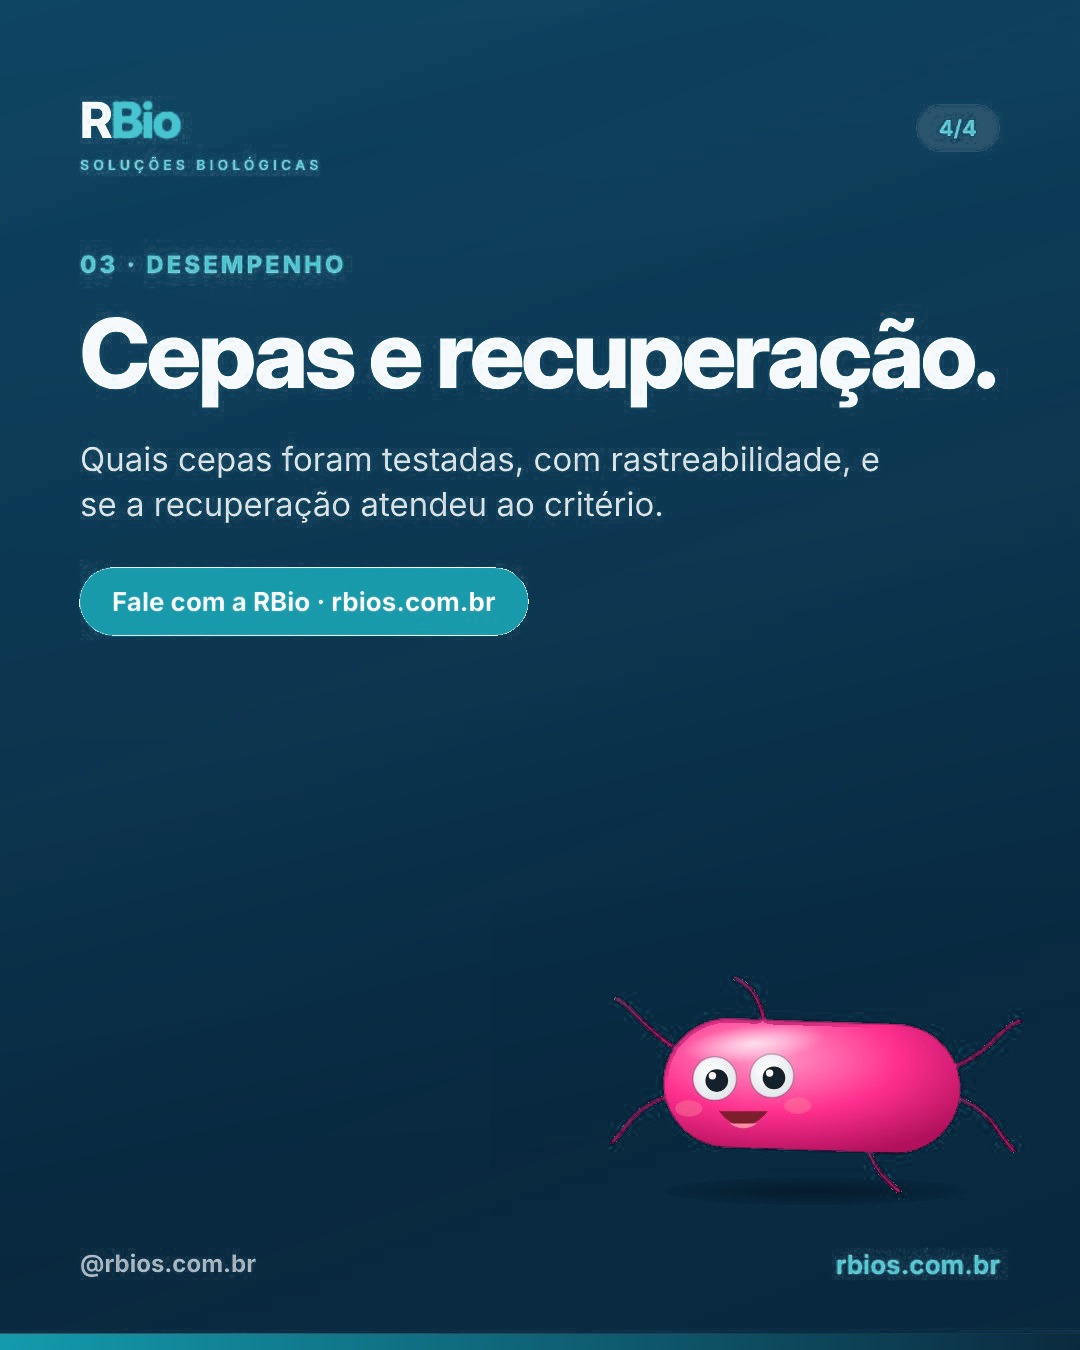 RBio
SOLUÇÕES BIOLÓGICAS
4/4
03 · DESEMPENHO
Cepas e recuperação.
Quais cepas foram testadas, com rastreabilidade, e
se a recuperação atendeu ao critério.
Fale com a RBio · rbios.com.br
@rbios.com.br
rbios.com.br